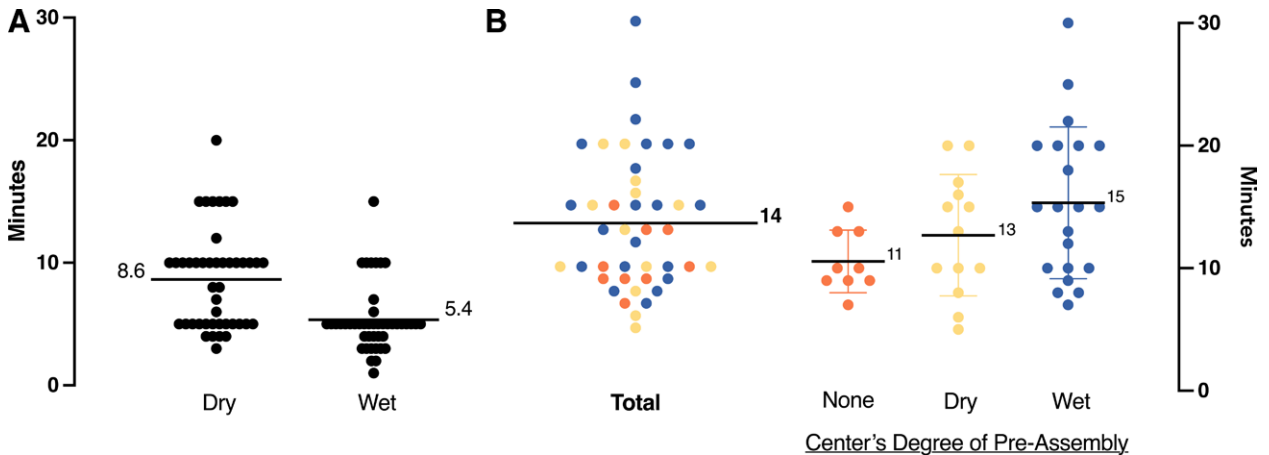 A
B
Minutes
30
20
10
0
8.6
5.4
Dry
Wet
14
Total
11
13
15
None
Dry
Wet
Center's Degree of Pre-Assembly
30
20
10
0
Minutes